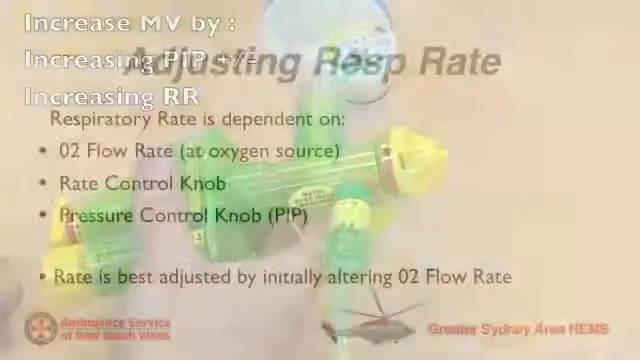 Increase MV by :
Increasing PIP +/-
Increasing RR
Adjusting Resp Rate
Respiratory Rate is dependent on:
• 02 Flow Rate (at oxygen source)
• Rate Control Knob
• Pressure Control Knob (PIP)
• Rate is best adjusted by initially altering 02 Flow Rate
Ambulance Service
of New South Wales
Greater Sydney Area HEMS